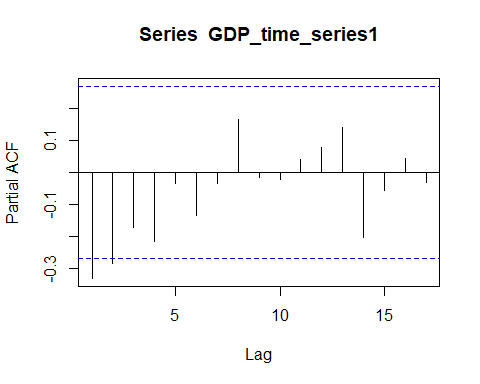 Series GDP_time_series1
Partial ACF
0.1
-0.1
-0.3
5 10 15
Lag